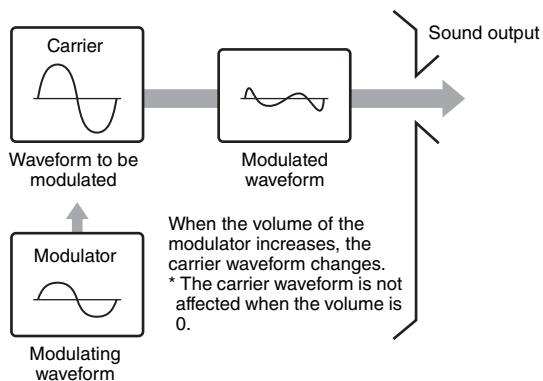 Carrier
Sound output
Waveform to be
modulated
Modulated
waveform
Modulator
When the volume of the
modulator increases, the
carrier waveform changes.
* The carrier waveform is not
affected when the volume is
0.
Modulating
waveform